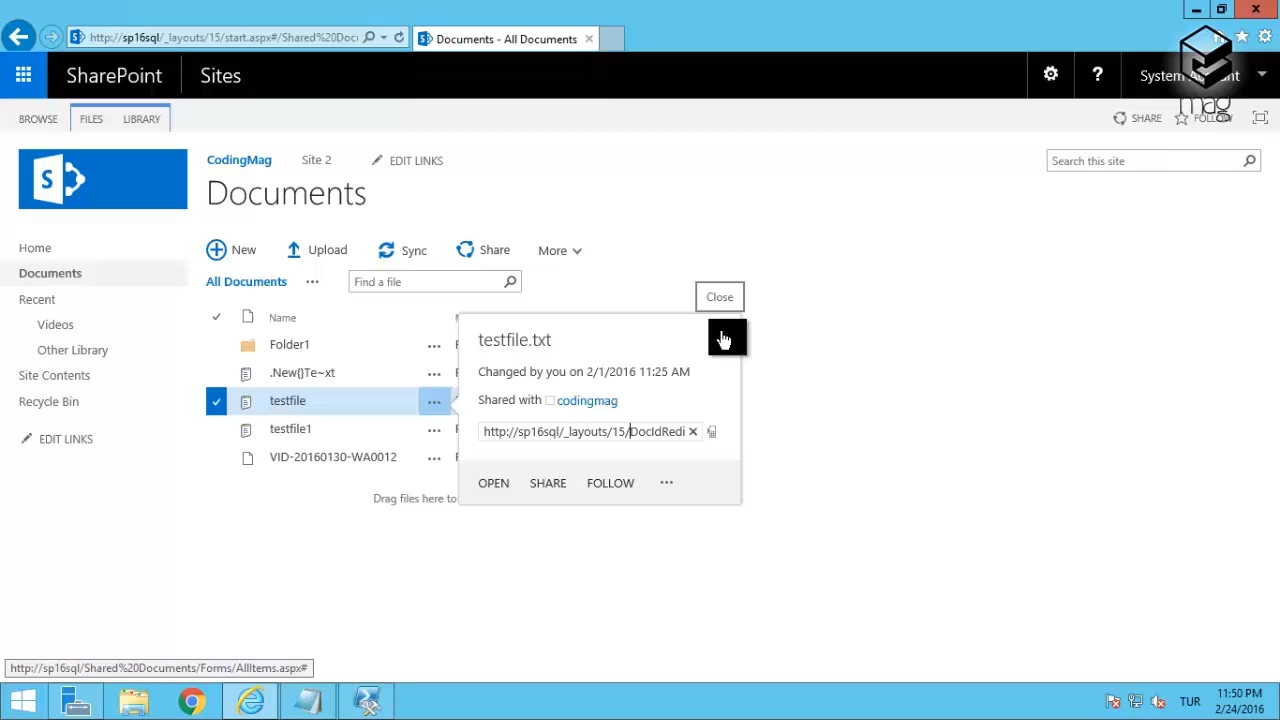 http://sp16sql/_layouts/15/start.aspx#/Shared%20Doc
Documents - All Documents
SharePoint
Sites
?
System Account
mag
BROWSE
FILES
LIBRARY
SHARE
FOLLOW
S
CodingMag
Site 2
EDIT LINKS
Search this site
Documents
Home
Documents
Recent
Videos
Other Library
Site Contents
Recycle Bin
EDIT LINKS
New
Upload
Sync
Share
More
All Documents
...
Find a file
Close
Name
Folder1
...
.New{}Te~xt
...
testfile
...
testfile1
...
VID-20160130-WA0012
...
Drag files here to
testfile.txt
Changed by you on 2/1/2016 11:25 AM
Shared with codingmag
http://sp16sql/_layouts/15/DocIdRedi
OPEN
SHARE
FOLLOW
...
http://sp16sql/Shared%20Documents/Forms/AllItems.aspx#
TUR
11:50 PM
2/24/2016